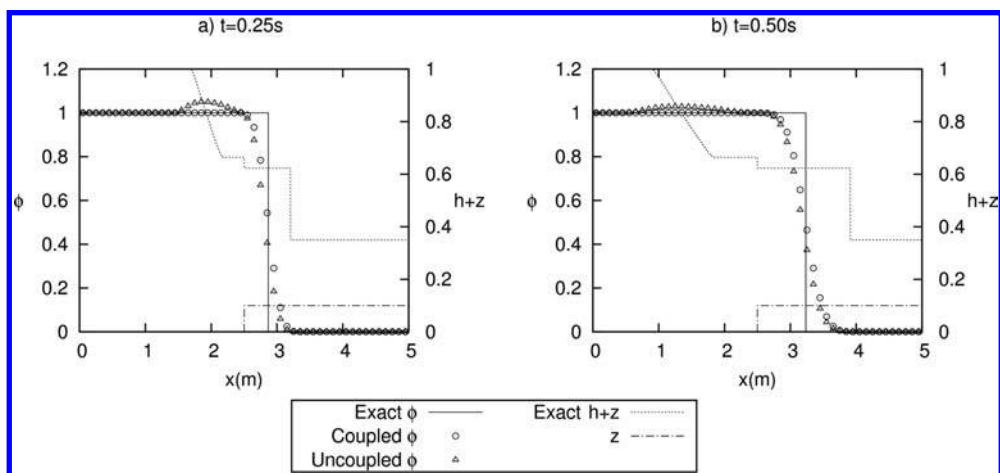 a) t=0.25s
b) t=0.50s
1.2
1
0.8
0.6
0.4
0.2
0
ϕ
1
0.8
0.6
0.4
0.2
0
h+z
0 1 2 3 4 5
x(m)
1.2
1
0.8
0.6
0.4
0.2
0
ϕ
1
0.8
0.6
0.4
0.2
0
h+z
0 1 2 3 4 5
x(m)
Exact ϕ
Coupled ϕ
Uncoupled ϕ
Exact h+z
z